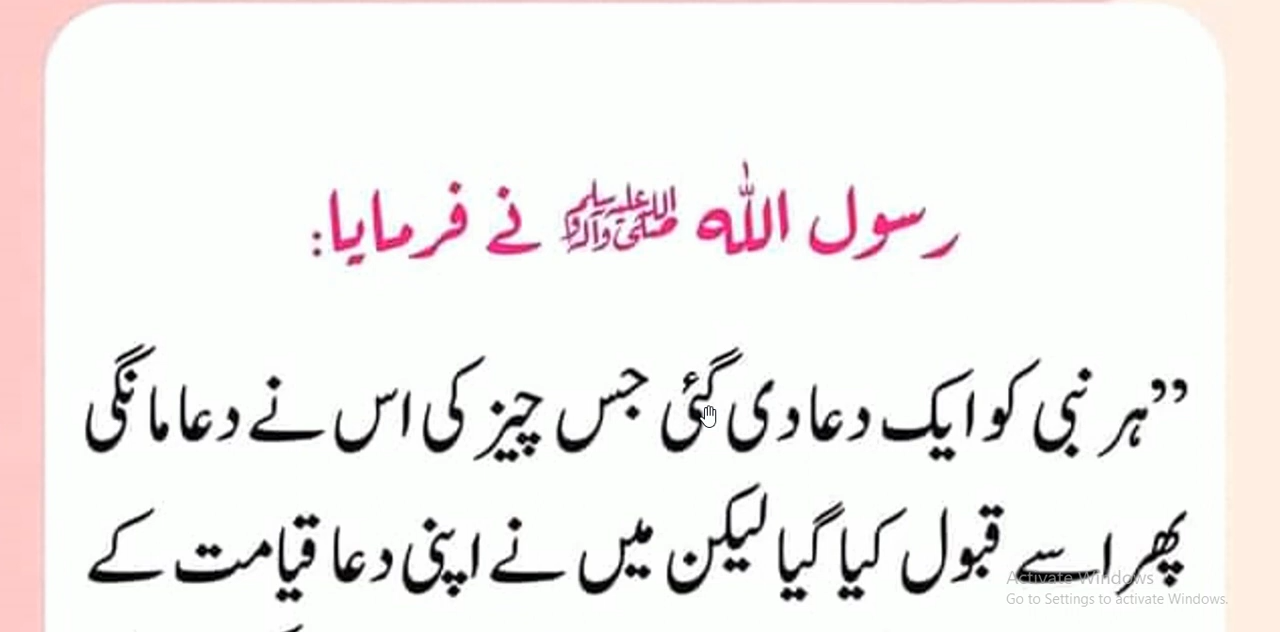 رسول اللہ ﷺ نے فرمایا:
”ہر نبی کو ایک دعا دی گئی جس چیز کی اس نے دعا مانگی
پھر اسے قبول کیا گیا لیکن میں نے اپنی دعا قیامت کے
Activate Windows
Go to Settings to activate Windows.